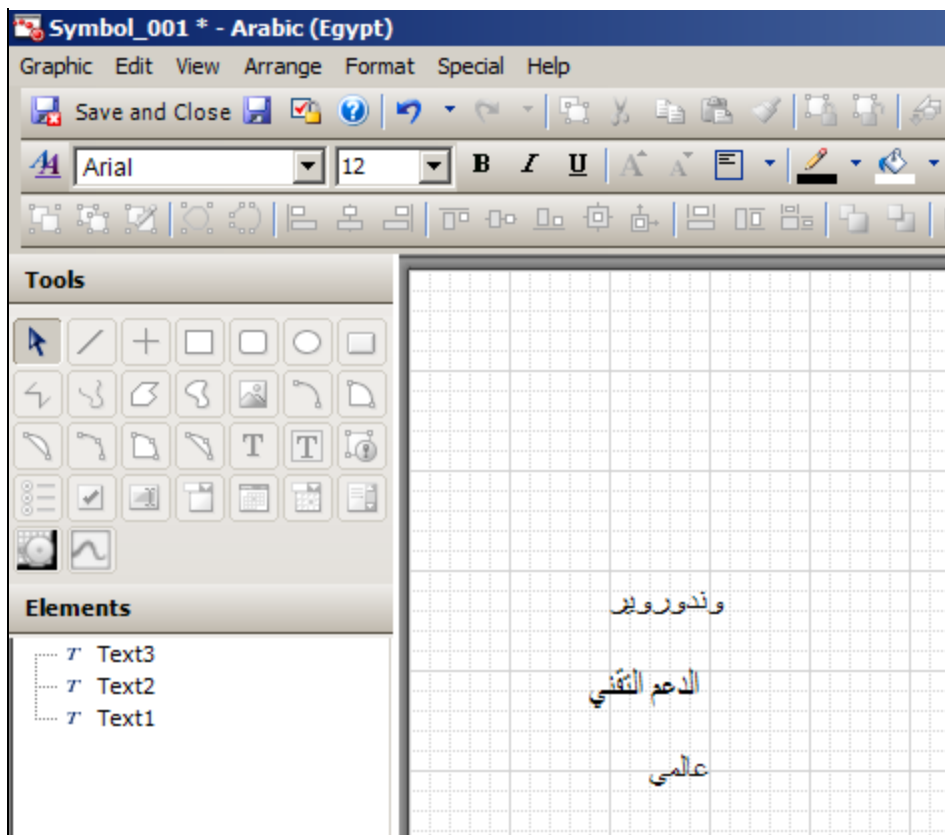 Symbol_001 * - Arabic (Egypt)
Graphic Edit View Arrange Format Special Help
Save and Close
Arial 12 B I U
Tools
Elements
Text3
Text2
Text1
وندوروير
الدعم التقني
عالمي